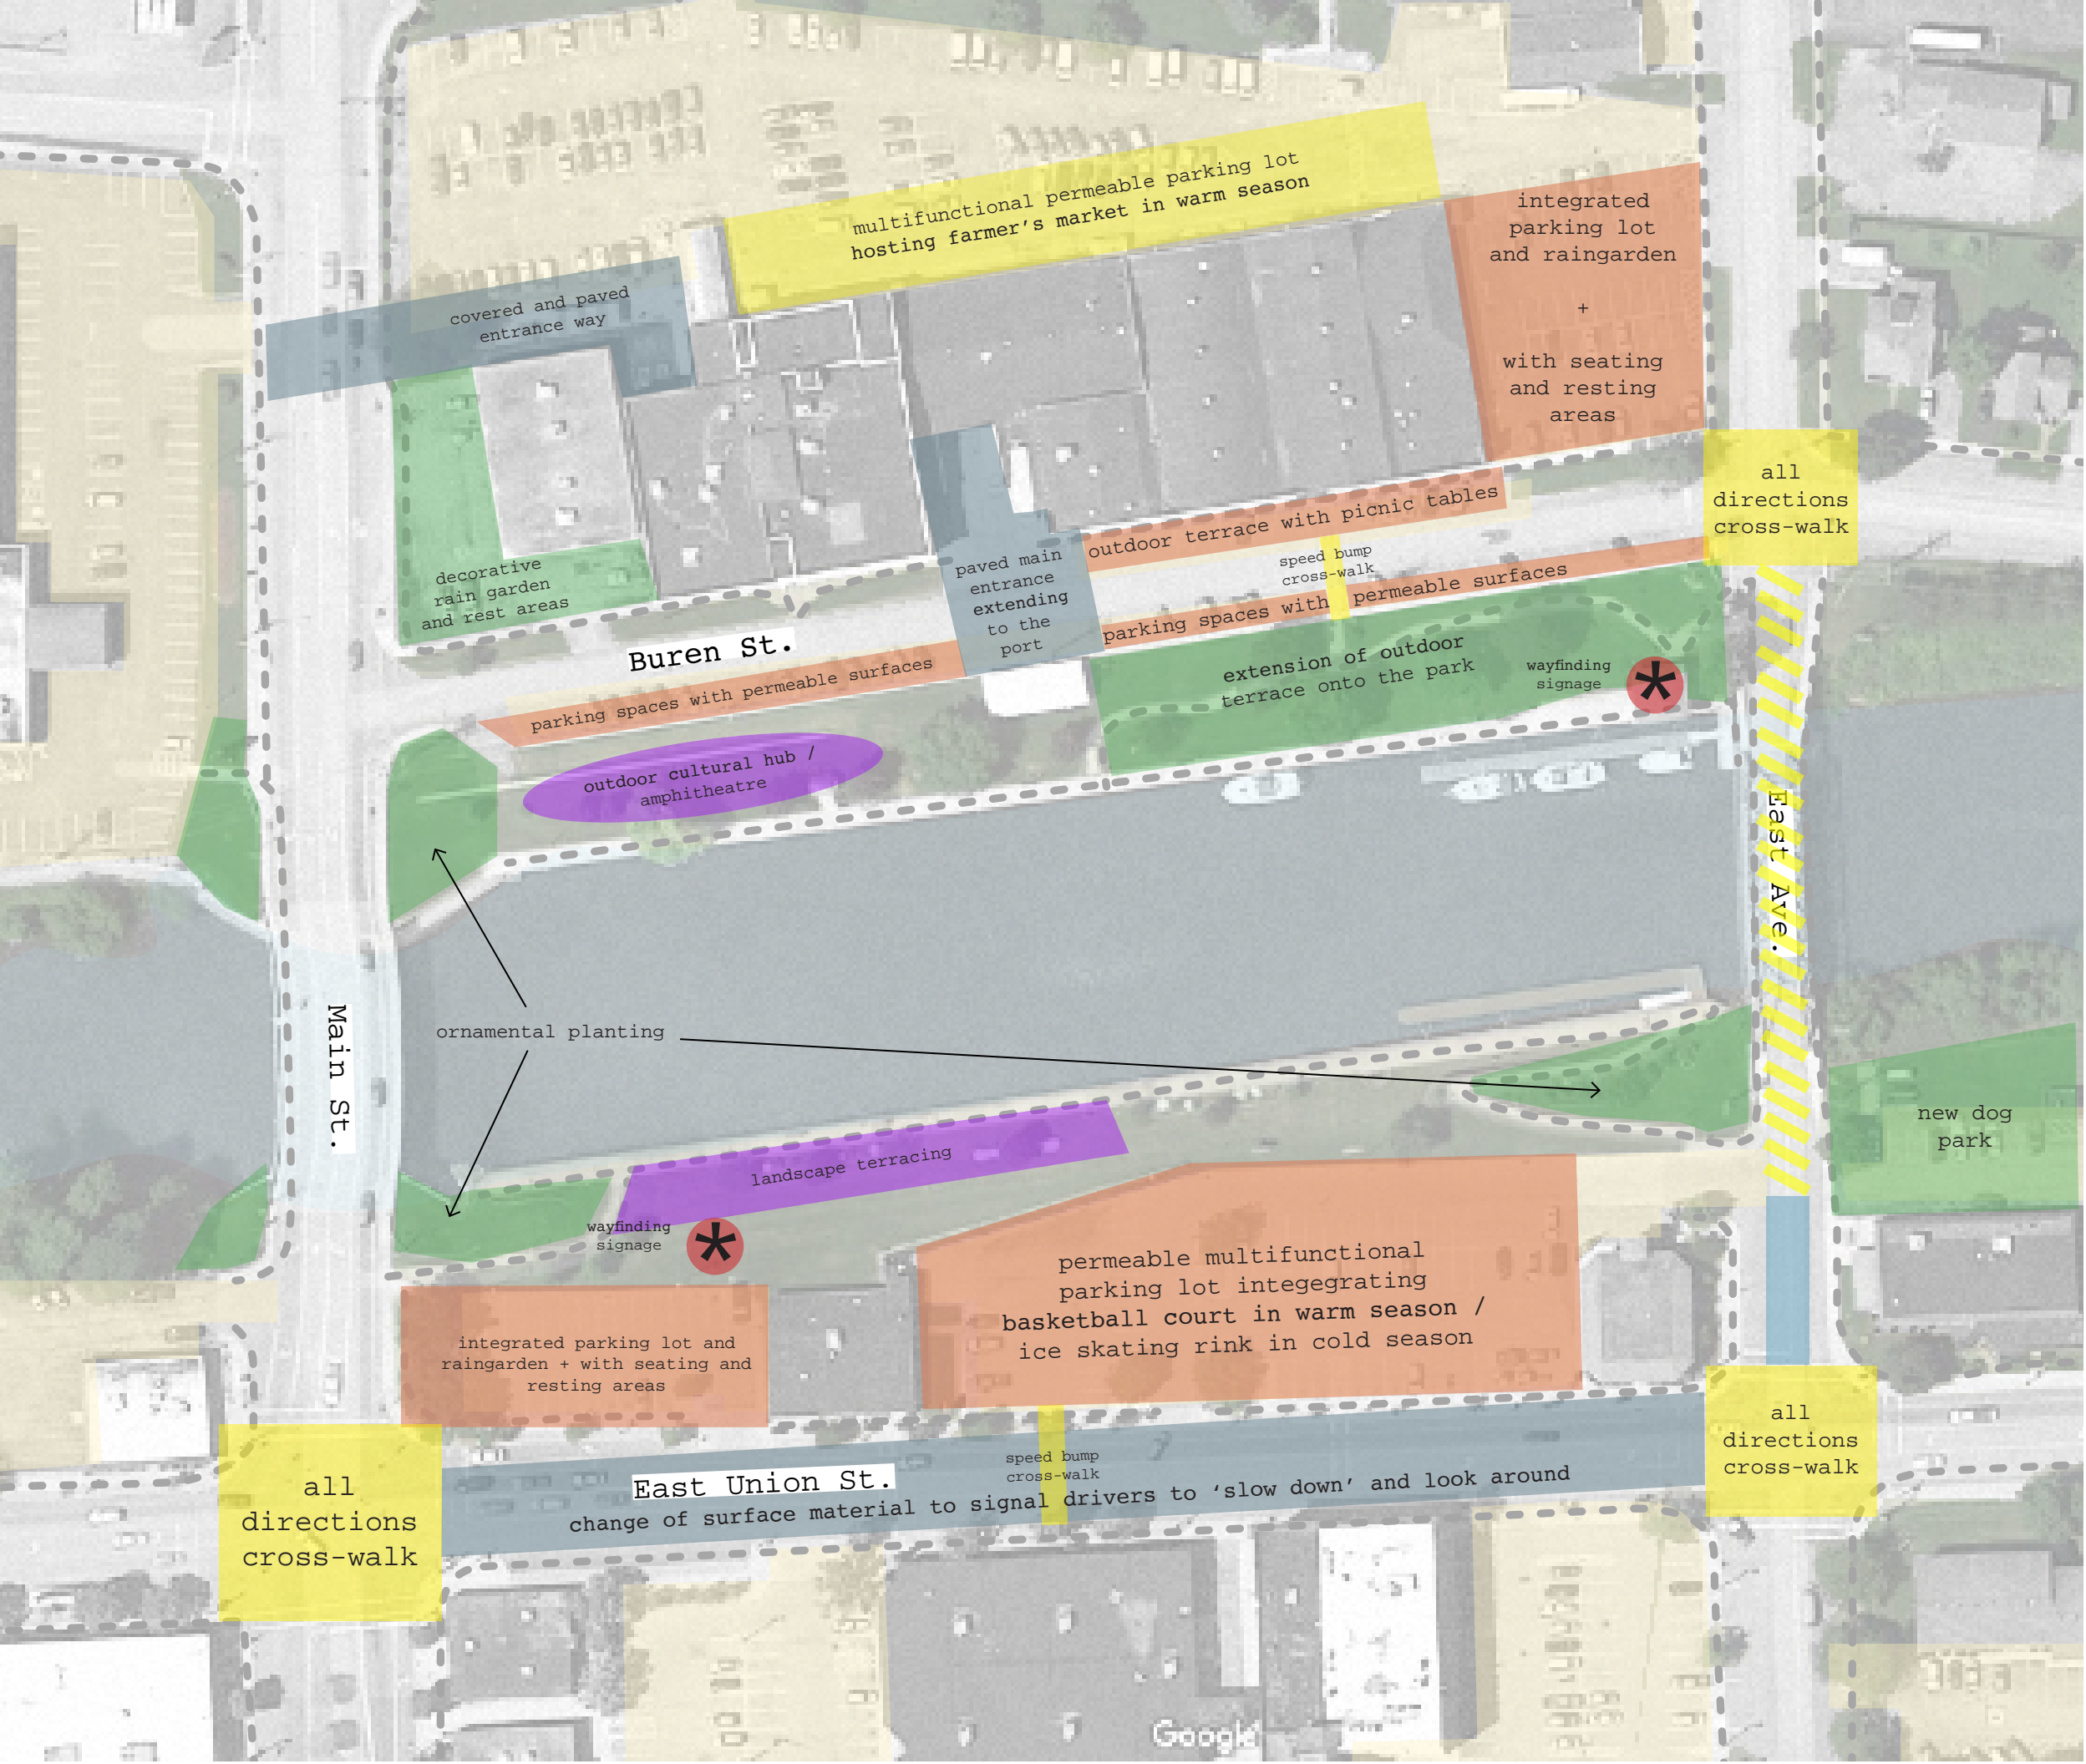 multifunctional permeable parking lot
hosting farmer's market in warm season
integrated
parking lot
and raingarden
+
with seating
and resting
areas
covered and paved
entrance way
all
directions
cross-walk
outdoor terrace with picnic tables
speed bump
cross-walk
paved main
entrance
extending
to the
port
decorative
rain garden
and rest areas
parking spaces with permeable surfaces
Buren St.
parking spaces with permeable surfaces
extension of outdoor
terrace onto the park
wayfinding
signage
*
outdoor cultural hub /
amphitheatre
East Ave.
ornamental planting
Main St.
new dog
park
landscape terracing
wayfinding
signage
*
permeable multifunctional
parking lot integegrating
basketball court in warm season /
ice skating rink in cold season
integrated parking lot and
raingarden + with seating and
resting areas
all
directions
cross-walk
speed bump
cross-walk
East Union St.
change of surface material to signal drivers to ‘slow down’ and look around
all
directions
cross-walk
Google